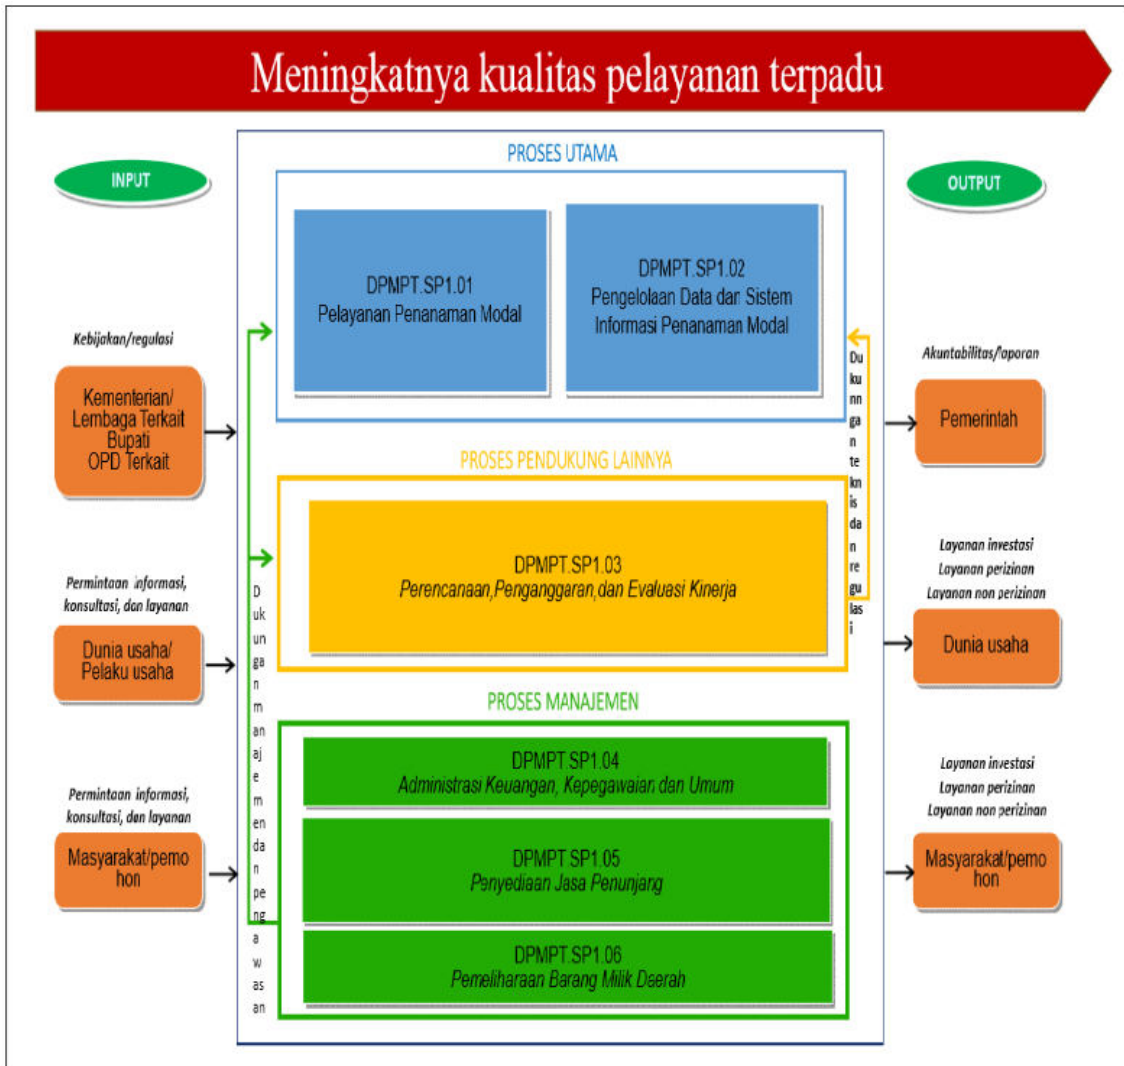 Meningkatnya kualitas pelayanan terpadu
INPUT
Kebijakan/regulasi
Kementerian/
Lembaga Terkait
Bupati
OPD Terkait
Permintaan informasi,
konsultasi, dan layanan
Dunia usaha/
Pelaku usaha
Permintaan informasi,
konsultasi, dan layanan
Masyarakat/pemo
hon
PROSES UTAMA
DPMPT.SP1.01
Pelayanan Penanaman Modal
DPMPT.SP1.02
Pengelolaan Data dan Sistem
Informasi Penanaman Modal
PROSES PENDUKUNG LAINNYA
DPMPT.SP1.03
Perencanaan,Penganggaran,dan Evaluasi Kinerja
PROSES MANAJEMEN
DPMPT.SP1.04
Administrasi Keuangan, Kepegawaian dan Umum
DPMPT.SP1.05
Penyediaan Jasa Penunjang
DPMPT.SP1.06
Pemeliharaan Barang Milik Daerah
D
uk
un
ga
n
m
an
aj
e
m
en
da
n
pe
ng
a
w
as
an
Du
ku
nn
ga
n
te
kn
is
da
n
re
gu
las
i
OUTPUT
Akuntabilitas/laporan
Pemerintah
Layanan investasi
Layanan perizinan
Layanan non perizinan
Dunia usaha
Layanan investasi
Layanan perizinan
Layanan non perizinan
Masyarakat/pemo
hon